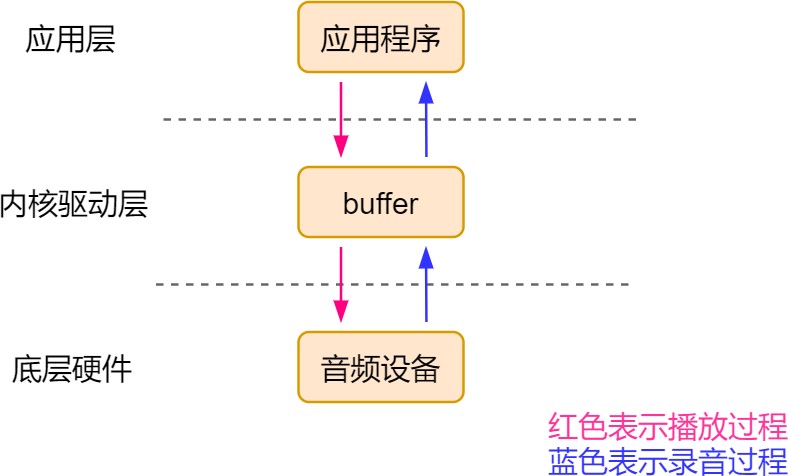 应用层
应用程序
内核驱动层
buffer
底层硬件
音频设备
红色表示播放过程
蓝色表示录音过程